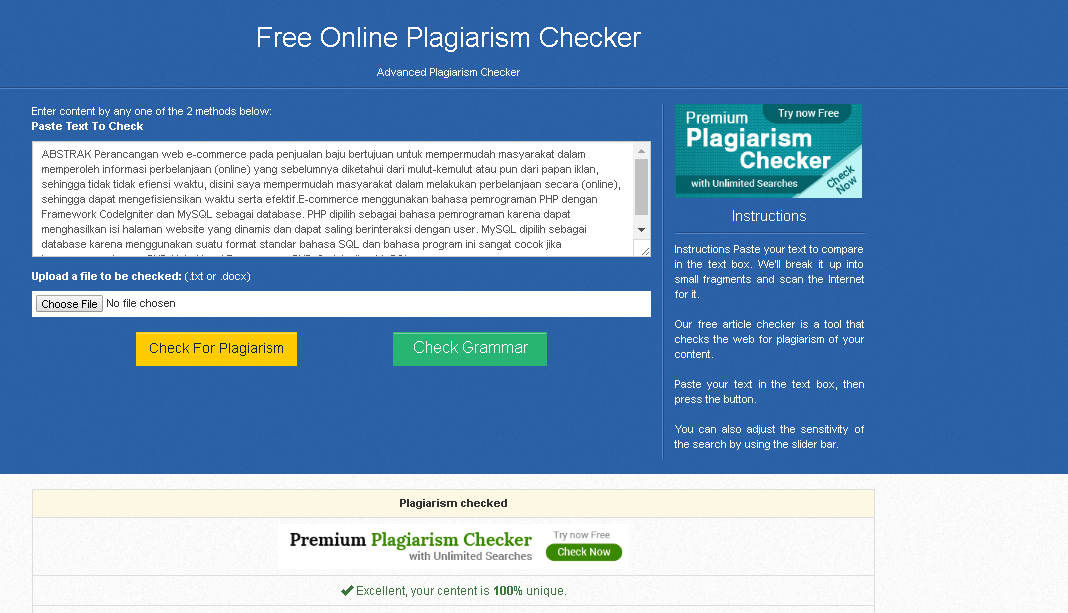 Free Online Plagiarism Checker
Advanced Plagiarism Checker
Enter content by any one of the 2 methods below:
Paste Text To Check
ABSTRAK Perancangan web e-commerce pada penjualan baju bertujuan untuk mempermudah masyarakat dalam
memperoleh informasi perbelanjaan (online) yang sebelumnya diketahui dari mulut-kemulut atau pun dari papan iklan,
sehingga tidak tidak efiensi waktu, disini saya mempermudah masyarakat dalam melakukan perbelanjaan secara (online),
sehingga dapat mengefisiensikan waktu serta efektif.E-commerce menggunakan bahasa pemrograman PHP dengan
Framework CodeIgniter dan MySQL sebagai database. PHP dipilih sebagai bahasa pemrograman karena dapat
menghasilkan isi halaman website yang dinamis dan dapat saling berinteraksi dengan user. MySQL dipilih sebagai
database karena menggunakan suatu format standar bahasa SQL dan bahasa program ini sangat cocok jika
Upload a file to be checked: (.txt or .docx)
Choose File No file chosen
Check For Plagiarism
Check Grammar
Premium
Try now Free
Plagiarism
Checker
with Unlimited Searches
Check
Now
Instructions
Instructions Paste your text to compare
in the text box. We'll break it up into
small fragments and scan the Internet
for it.
Our free article checker is a tool that
checks the web for plagiarism of your
content.
Paste your text in the text box, then
press the button.
You can also adjust the sensitivity of
the search by using the slider bar.
Plagiarism checked
Premium Plagiarism Checker
with Unlimited Searches
Try now Free
Check Now
Excellent, your centent is 100% unique.